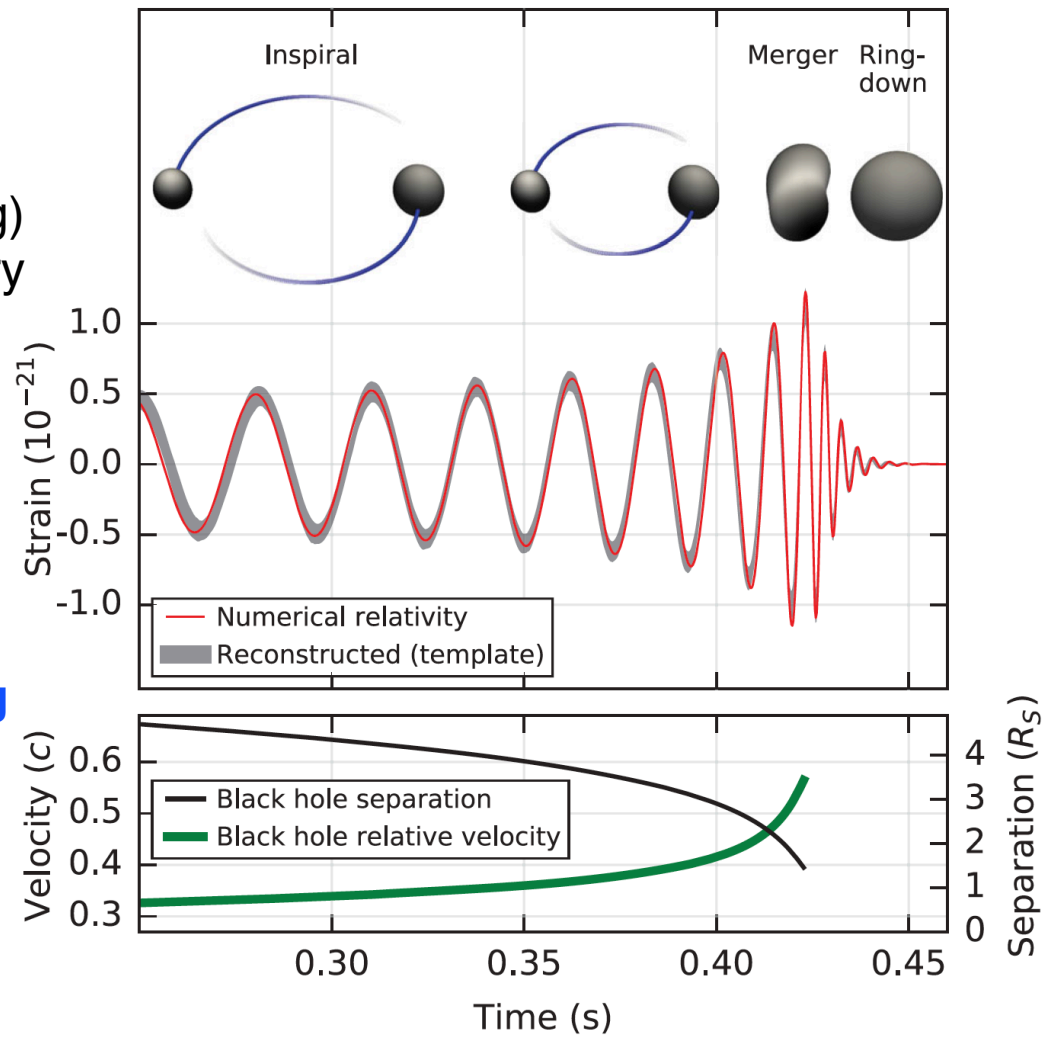 Inspiral
Merger Ring-
down
g)
ry
1.0
0.5
0.0
-0.5
-1.0
Strain (10⁻²¹)
Numerical relativity
Reconstructed (template)
g
0.6
0.5
0.4
0.3
Velocity (c)
Black hole separation
Black hole relative velocity
4
3
2
1
0
Separation (R_S)
0.30 0.35 0.40 0.45
Time (s)